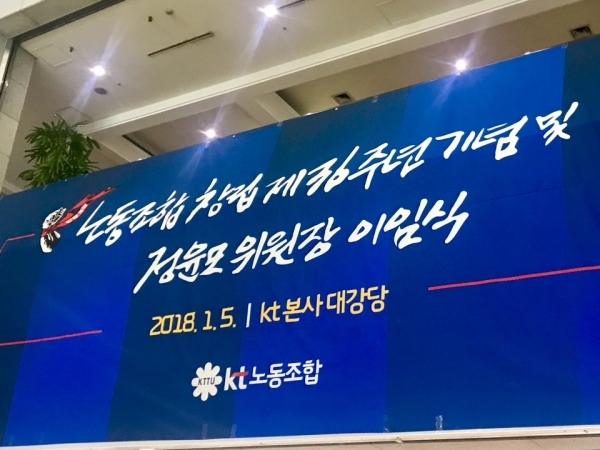 노동조합 창립 제36주년 기념 및
정윤모 위원장 이임식
2018. 1. 5. | kt 본사 대강당
KTTU kt 노동조합